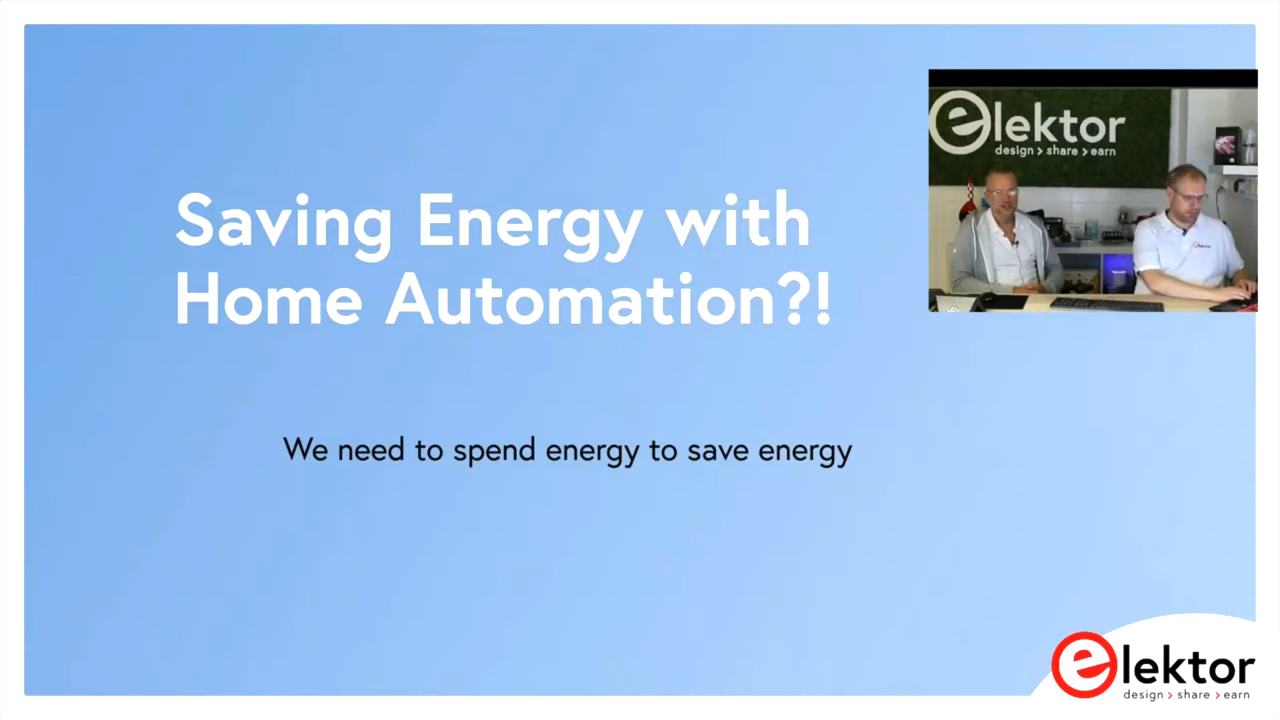 Saving Energy with
Home Automation?!
We need to spend energy to save energy
elektor
design > share > earn
elektor
elektor
design > share > earn